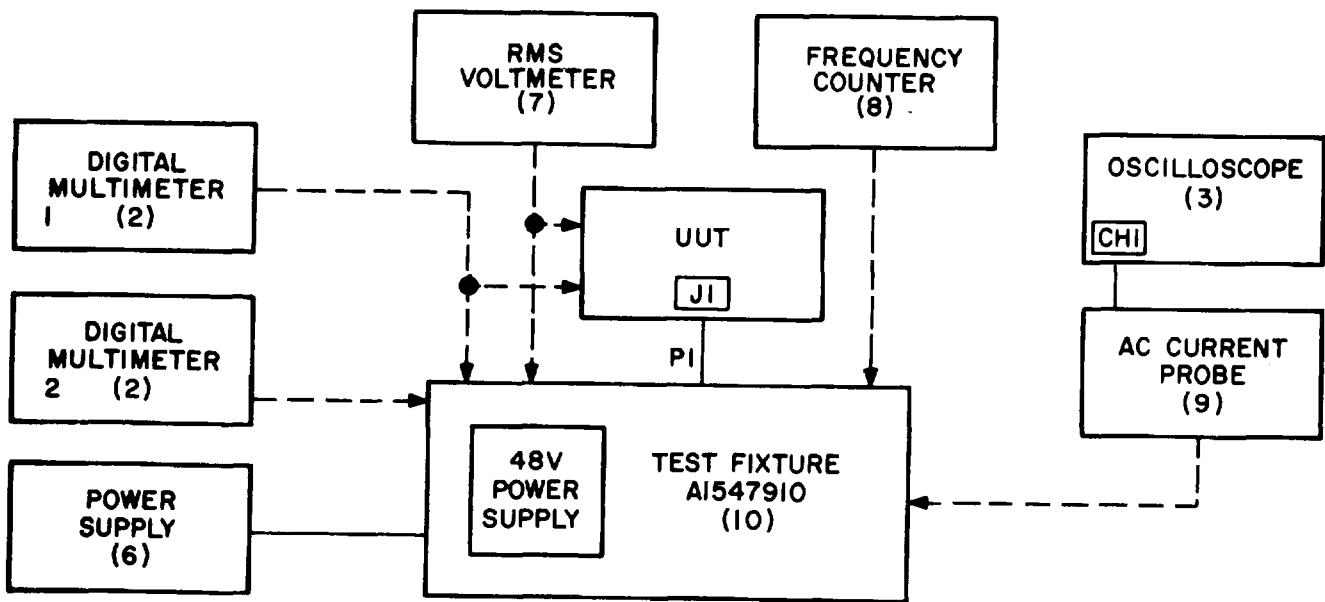 RMS
VOLTMETER
(7)
FREQUENCY
COUNTER
(8)
DIGITAL
MULTIMETER
1 (2)
OSCILLOSCOPE
(3)
CH1
UUT
J1
DIGITAL
MULTIMETER
2 (2)
P1
AC CURRENT
PROBE
(9)
POWER
SUPPLY
(6)
48V
POWER
SUPPLY
TEST FIXTURE
A1547910
(10)